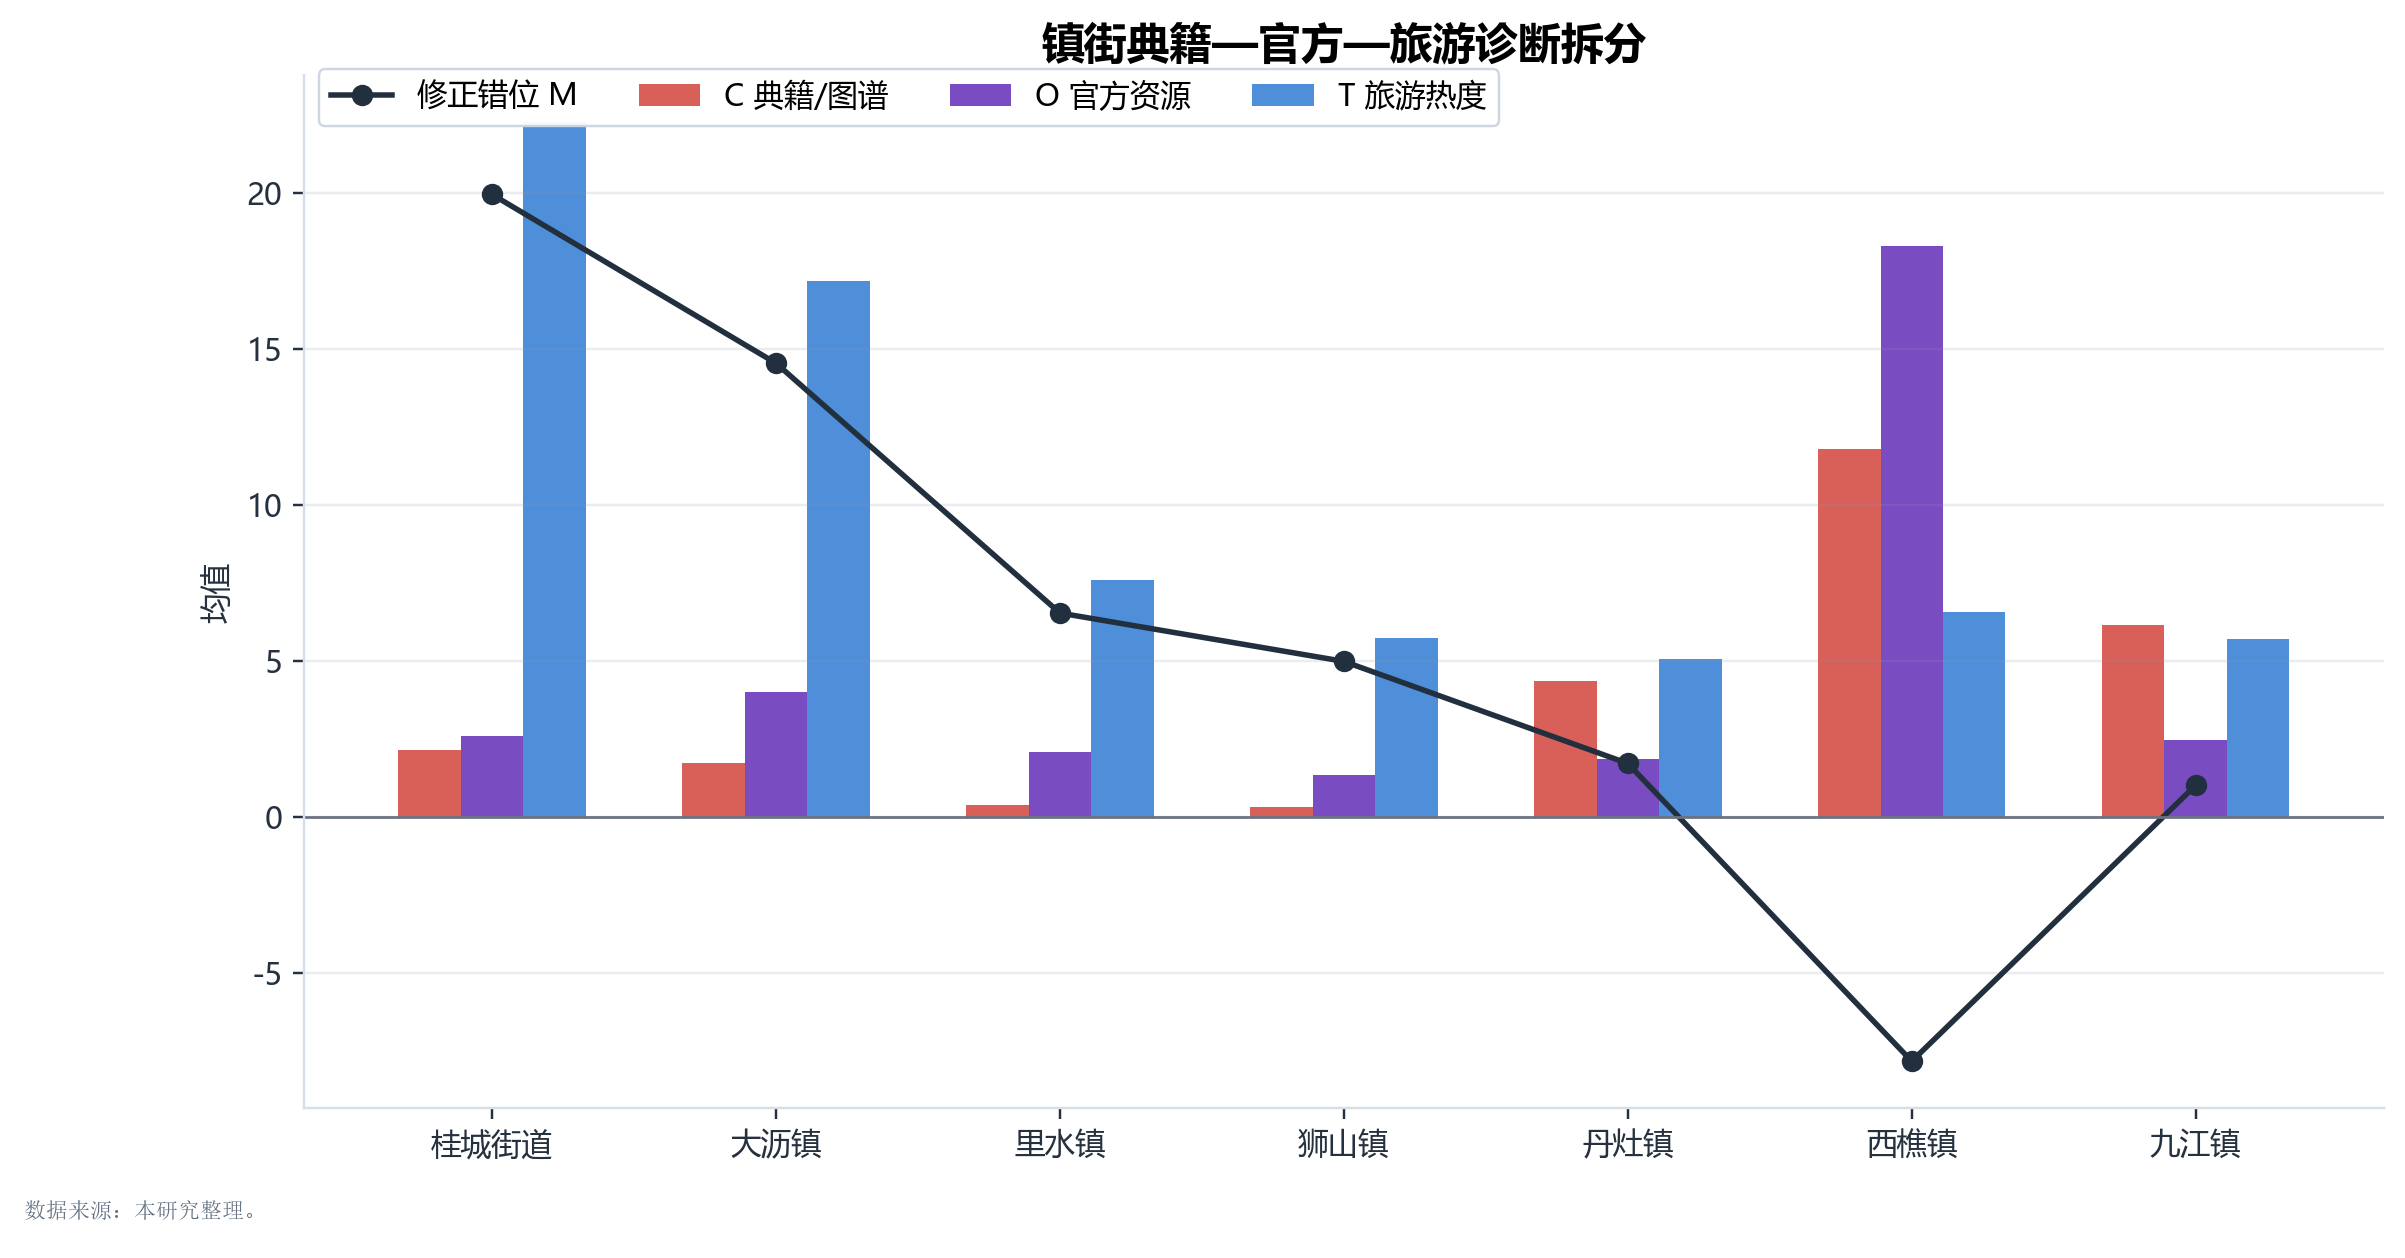 镇街典籍—官方—旅游诊断拆分
修正错位 M C 典籍/图谱 O 官方资源 T 旅游热度
20
15
10
5
0
-5
均值
桂城街道 大沥镇 里水镇 狮山镇 丹灶镇 西樵镇 九江镇
数据来源：本研究整理。